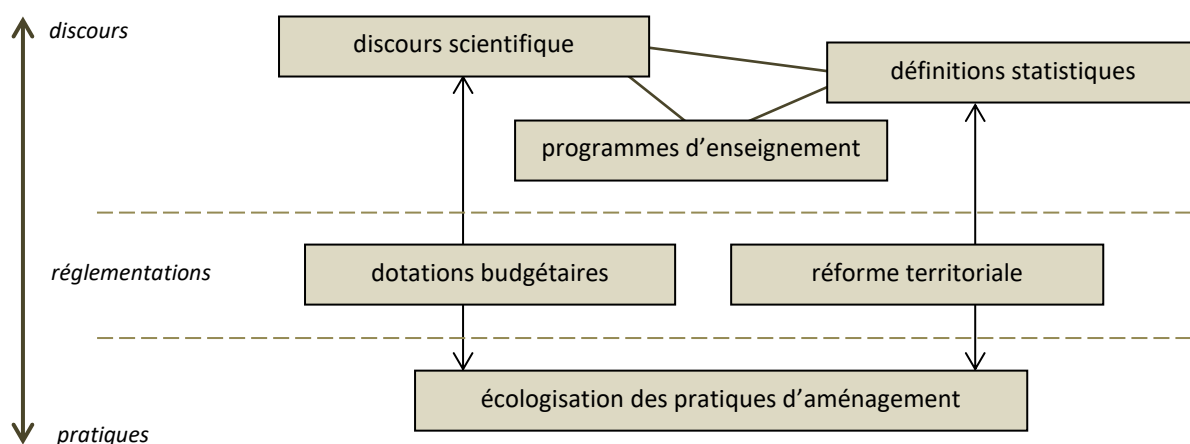 discours
discours scientifique
définitions statistiques
programmes d’enseignement
réglementations
dotations budgétaires
réforme territoriale
écologisation des pratiques d’aménagement
pratiques